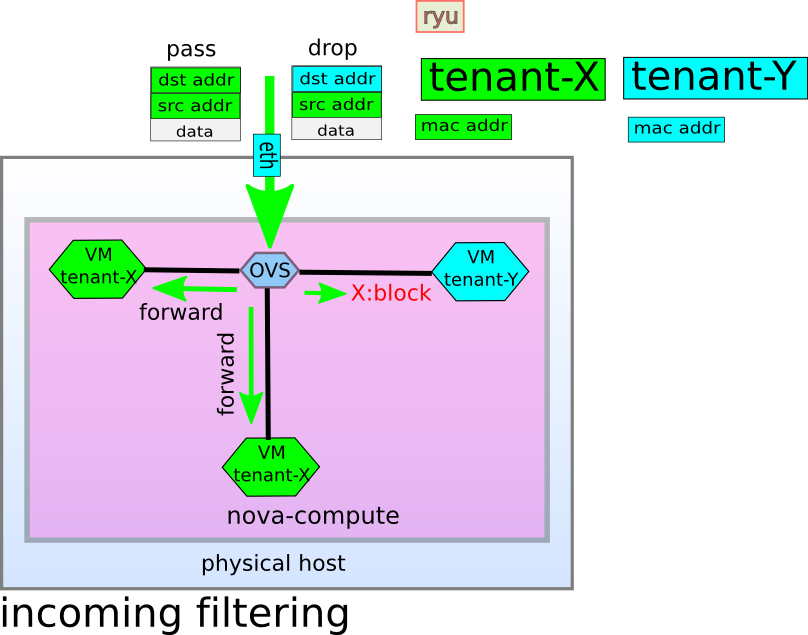 ryu
pass
drop
dst addr
src addr
data
dst addr
src addr
data
tenant-X
tenant-Y
mac addr
mac addr
eth
VM
tenant-X
OVS
VM
tenant-Y
X:block
forward
forward
VM
tenant-X
nova-compute
physical host
incoming filtering